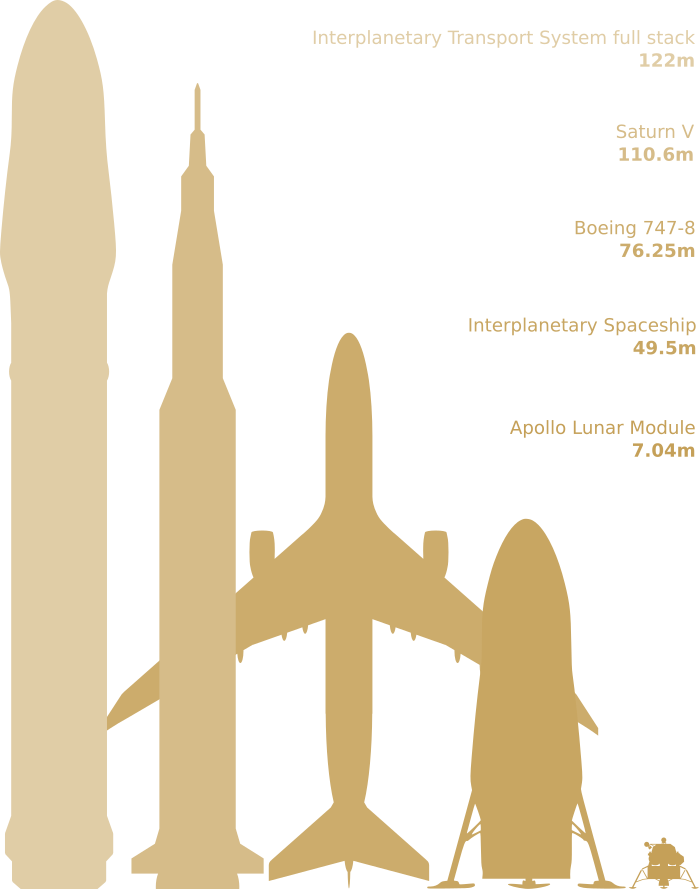 Interplanetary Transport System full stack
122m
Saturn V
110.6m
Boeing 747-8
76.25m
Interplanetary Spaceship
49.5m
Apollo Lunar Module
7.04m